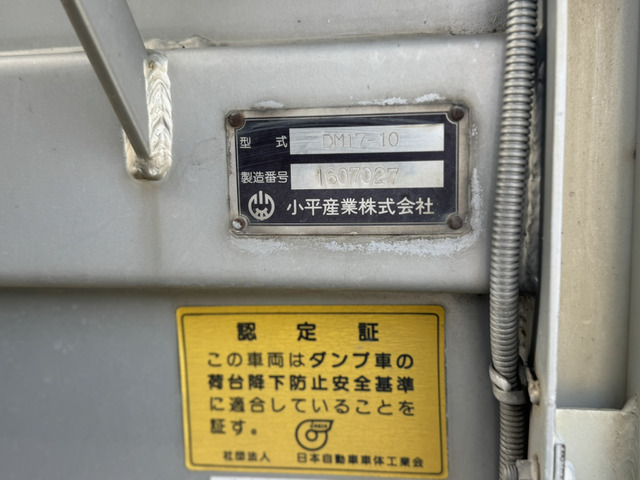 型 式 DM17-10
製造番号 1607027
小平産業株式会社
認 定 証
この車両はダンプ車の
荷台降下防止安全基準
に適合していることを
証す。
社団法人 日本自動車車体工業会